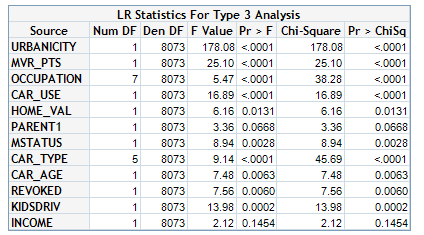 LR Statistics For Type 3 Analysis
Source Num DF Den DF F Value Pr > F Chi-Square Pr > ChiSq
URBANICITY 1 8073 178.08 <.0001 178.08 <.0001
MVR_PTS 1 8073 25.10 <.0001 25.10 <.0001
OCCUPATION 7 8073 5.47 <.0001 38.28 <.0001
CAR_USE 1 8073 16.89 <.0001 16.89 <.0001
HOME_VAL 1 8073 6.16 0.0131 6.16 0.0131
PARENT1 1 8073 3.36 0.0668 3.36 0.0668
MSTATUS 1 8073 8.94 0.0028 8.94 0.0028
CAR_TYPE 5 8073 9.14 <.0001 45.69 <.0001
CAR_AGE 1 8073 7.48 0.0063 7.48 0.0063
REVOKED 1 8073 7.56 0.0060 7.56 0.0060
KIDSDRIV 1 8073 13.98 0.0002 13.98 0.0002
INCOME 1 8073 2.12 0.1454 2.12 0.1454